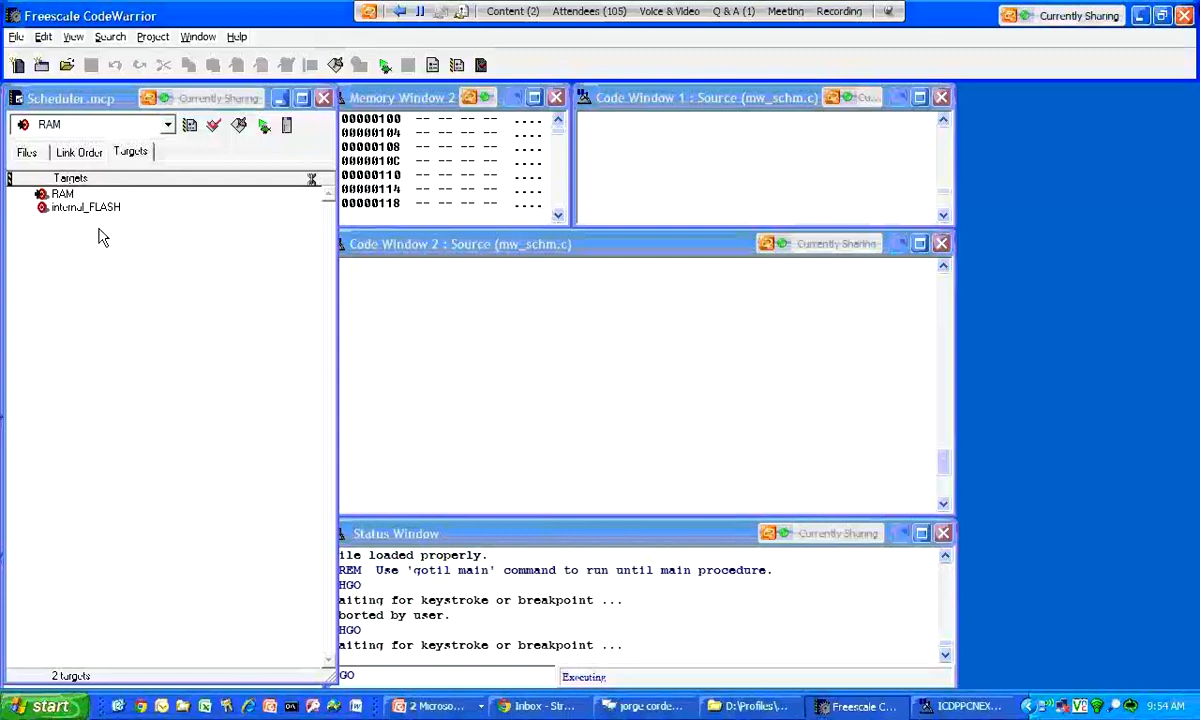 Freescale CodeWarrior
Content (2) Attendees (105) Voice & Video Q & A (1) Meeting Recording
Currently Sharing
File Edit View Search Project Window Help
Scheduler.mcp Currently Sharing
Memory Window 2
Code Window 1 : Source (mw_schm.c) Cu...
RAM
Files Link Order Targets
Targets
RAM
internal_FLASH
00000100 -- -- -- -- ....
00000104 -- -- -- -- ....
00000108 -- -- -- -- ....
0000010C -- -- -- -- ....
00000110 -- -- -- -- ....
00000114 -- -- -- -- ....
00000118 -- -- -- -- ....
Code Window 2 : Source (mw_schm.c) Currently Sharing
Status Window Currently Sharing
ile loaded properly.
REM Use 'gotil main' command to run until main procedure.
HGO
aiting for keystroke or breakpoint ...
borted by user.
HGO
aiting for keystroke or breakpoint ...
GO Executing
2 targets
start 2 Microso... Inbox - Str... jorge corde... D:\Profiles\... Freescale C... ICDPPCNEX... 9:54 AM